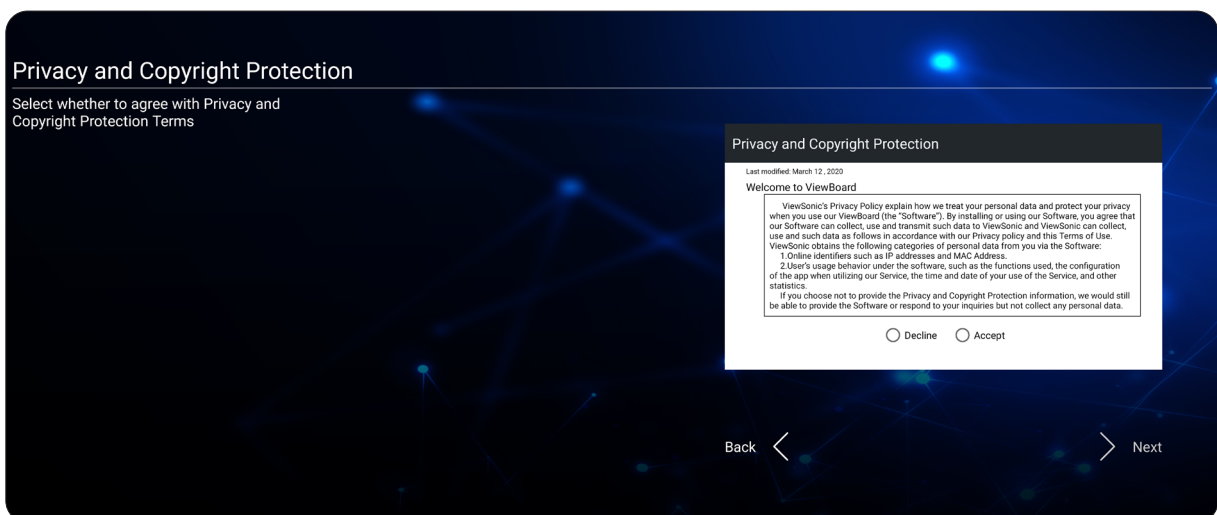 Privacy and Copyright Protection
Select whether to agree with Privacy and
Copyright Protection Terms
Privacy and Copyright Protection
Last modified: March 12 , 2020
Welcome to ViewBoard
ViewSonic's Privacy Policy explain how we treat your personal data and protect your privacy
when you use our ViewBoard (the "Software"). By installing or using our Software, you agree that
our Software can collect, use and transmit such data to ViewSonic and ViewSonic can collect,
use and such data as follows in accordance with our Privacy policy and this Terms of Use.
ViewSonic obtains the following categories of personal data from you via the Software:
1.Online identifiers such as IP addresses and MAC Address.
2.User's usage behavior under the software, such as the functions used, the configuration
of the app when utilizing our Service, the time and date of your use of the Service, and other
statistics.
If you choose not to provide the Privacy and Copyright Protection information, we would still
be able to provide the Software or respond to your inquiries but not collect any personal data.
Decline Accept
Back Next